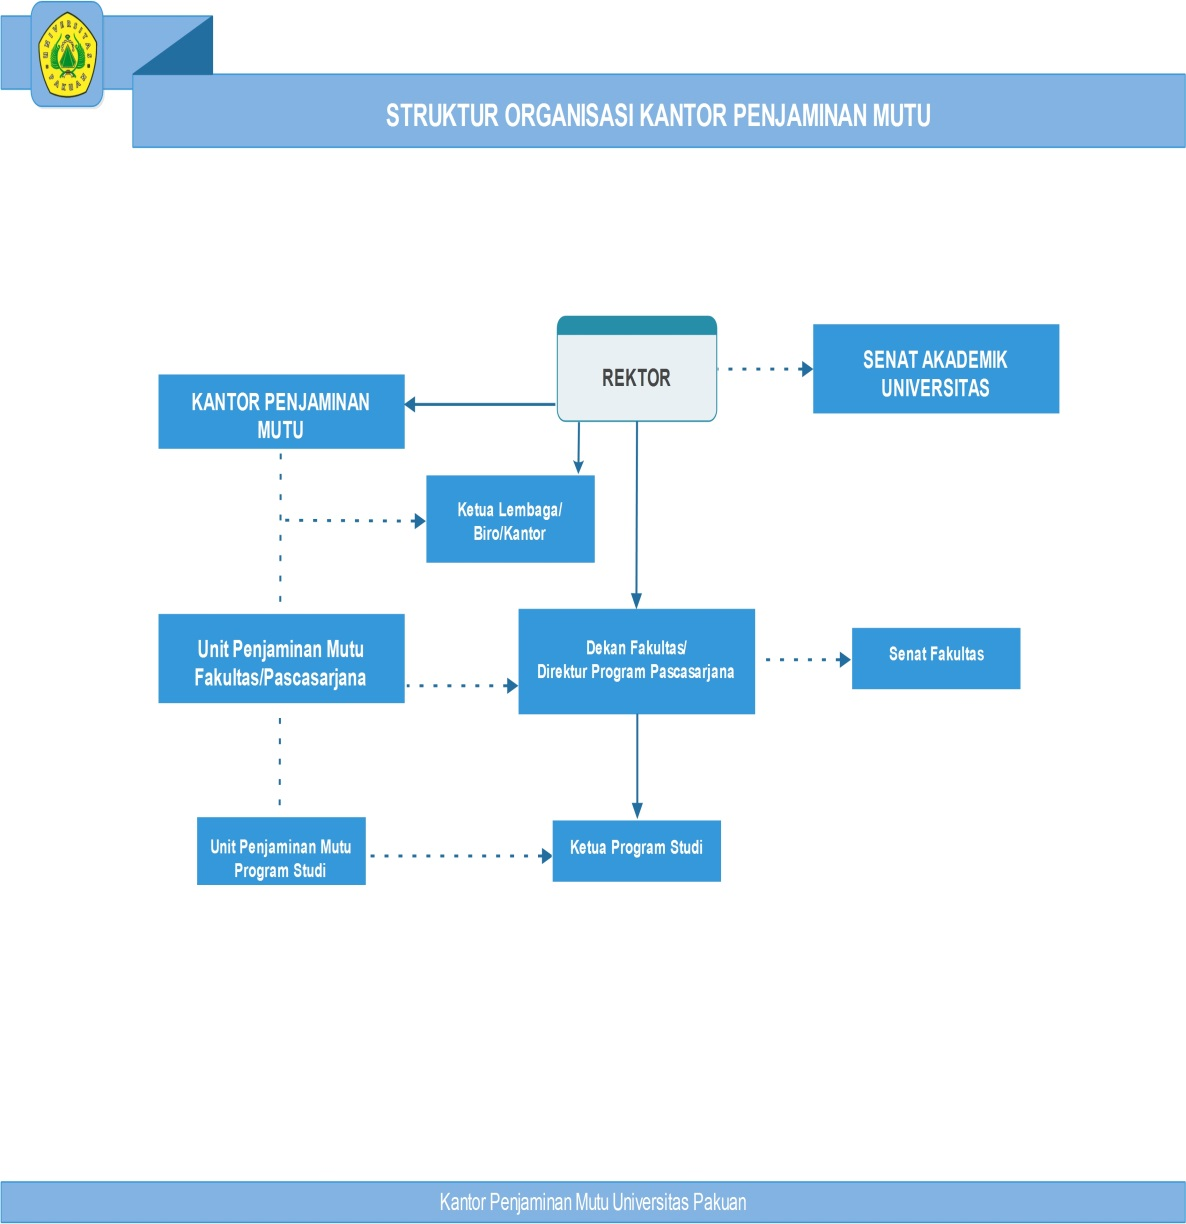 UNIVERSITAS
PAKUAN
STRUKTUR ORGANISASI KANTOR PENJAMINAN MUTU
REKTOR
SENAT AKADEMIK
UNIVERSITAS
KANTOR PENJAMINAN
MUTU
Ketua Lembaga/
Biro/Kantor
Unit Penjaminan Mutu
Fakultas/Pascasarjana
Dekan Fakultas/
Direktur Program Pascasarjana
Senat Fakultas
Unit Penjaminan Mutu
Program Studi
Ketua Program Studi
Kantor Penjaminan Mutu Universitas Pakuan